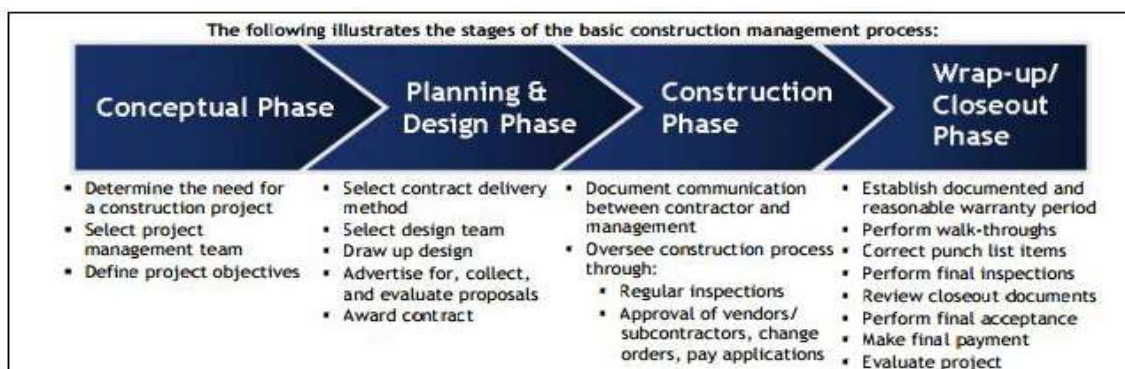 The following illustrates the stages of the basic construction management process:
Conceptual Phase
Planning &
Design Phase
Construction
Phase
Wrap-up/
Closeout
Phase
▪ Determine the need for
a construction project
▪ Select project
management team
▪ Define project objectives
▪ Select contract delivery
method
▪ Select design team
▪ Draw up design
▪ Advertise for, collect,
and evaluate proposals
▪ Award contract
▪ Document communication
between contractor and
management
▪ Oversee construction process
through:
▪ Regular inspections
▪ Approval of vendors/
subcontractors, change
orders, pay applications
▪ Establish documented and
reasonable warranty period
▪ Perform walk-throughs
▪ Correct punch list items
▪ Perform final inspections
▪ Review closeout documents
▪ Perform final acceptance
▪ Make final payment
▪ Evaluate project